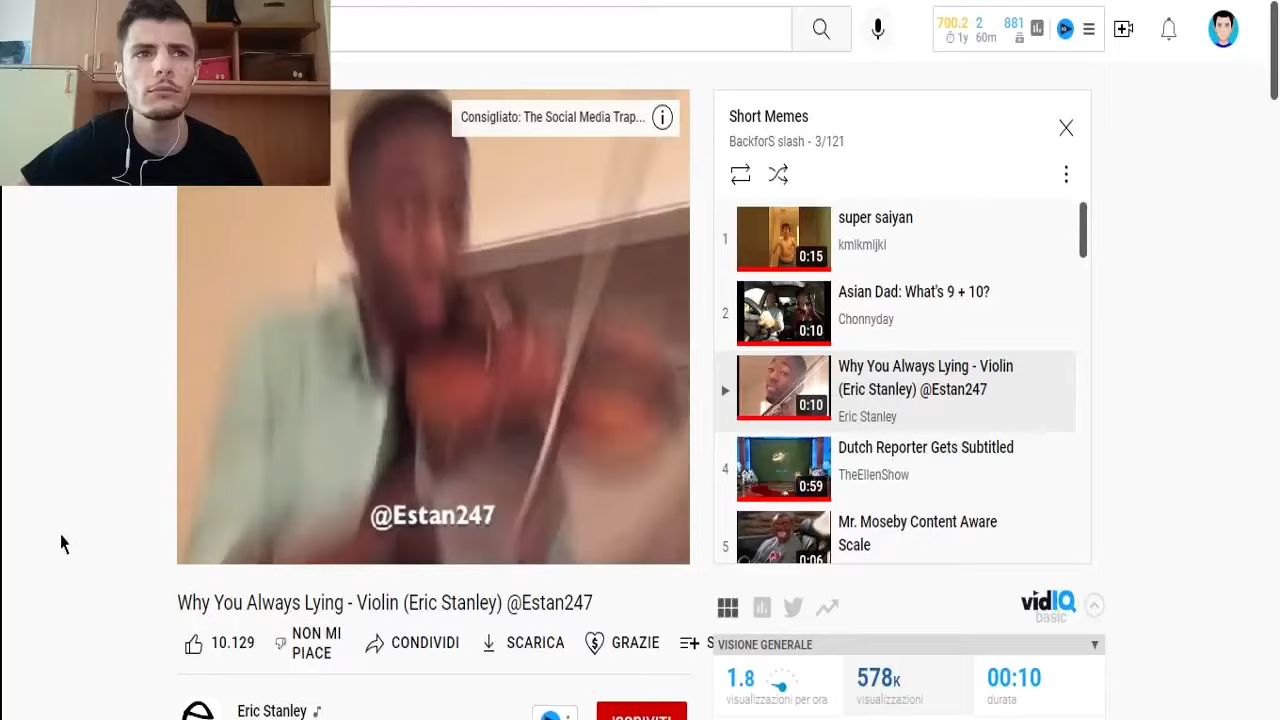 700.2 2 881
1y 60m
Consigliato: The Social Media Trap...
@Estan247
Short Memes
BackforS slash - 3/121
1
0:15
super saiyan
kmlkmljkl
2
0:10
Asian Dad: What's 9 + 10?
Chonnyday
0:10
Why You Always Lying - Violin
(Eric Stanley) @Estan247
Eric Stanley
4
0:59
Dutch Reporter Gets Subtitled
TheEllenShow
5
0:06
Mr. Moseby Content Aware
Scale
Why You Always Lying - Violin (Eric Stanley) @Estan247
10.129
NON MI
PIACE
CONDIVIDI
SCARICA
GRAZIE
S
Eric Stanley
ISCRIVITI
vidIQ
basic
VISIONE GENERALE
1.8
visualizzazioni per ora
578K
visualizzazioni
00:10
durata